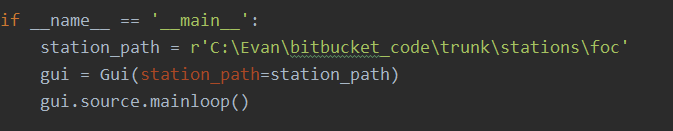 if __name__ == '__main__':
    station_path = r'C:\Evan\bitbucket_code\trunk\stations\foc'
    gui = Gui(station_path=station_path)
    gui.source.mainloop()